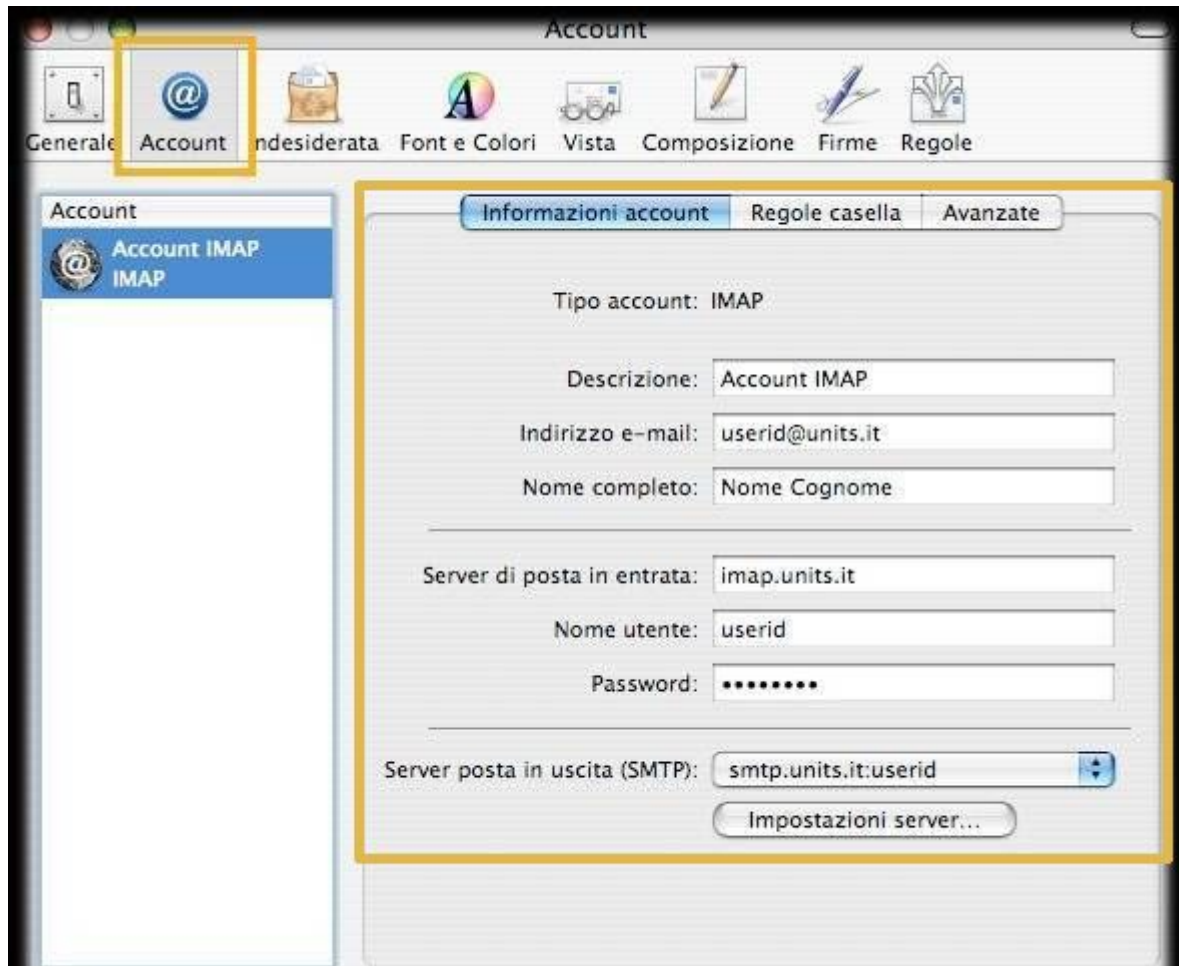 Account
Generale Account Indesiderata Font e Colori Vista Composizione Firme Regole
Account
Account IMAP
IMAP
Informazioni account Regole casella Avanzate
Tipo account: IMAP
Descrizione: Account IMAP
Indirizzo e-mail: userid@units.it
Nome completo: Nome Cognome
Server di posta in entrata: imap.units.it
Nome utente: userid
Password: ••••••••
Server posta in uscita (SMTP): smtp.units.it:userid
Impostazioni server...